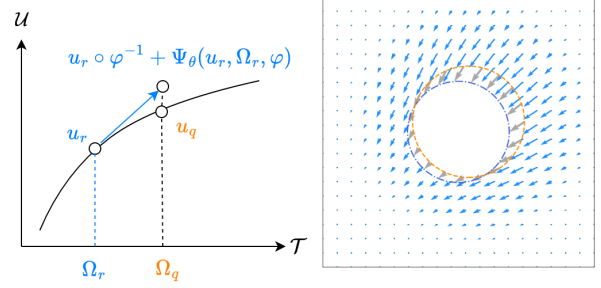 𝒰
u_r ∘ φ^{-1} + Ψ_θ(u_r, Ω_r, φ)
u_r
u_q
𝒯
Ω_r Ω_q